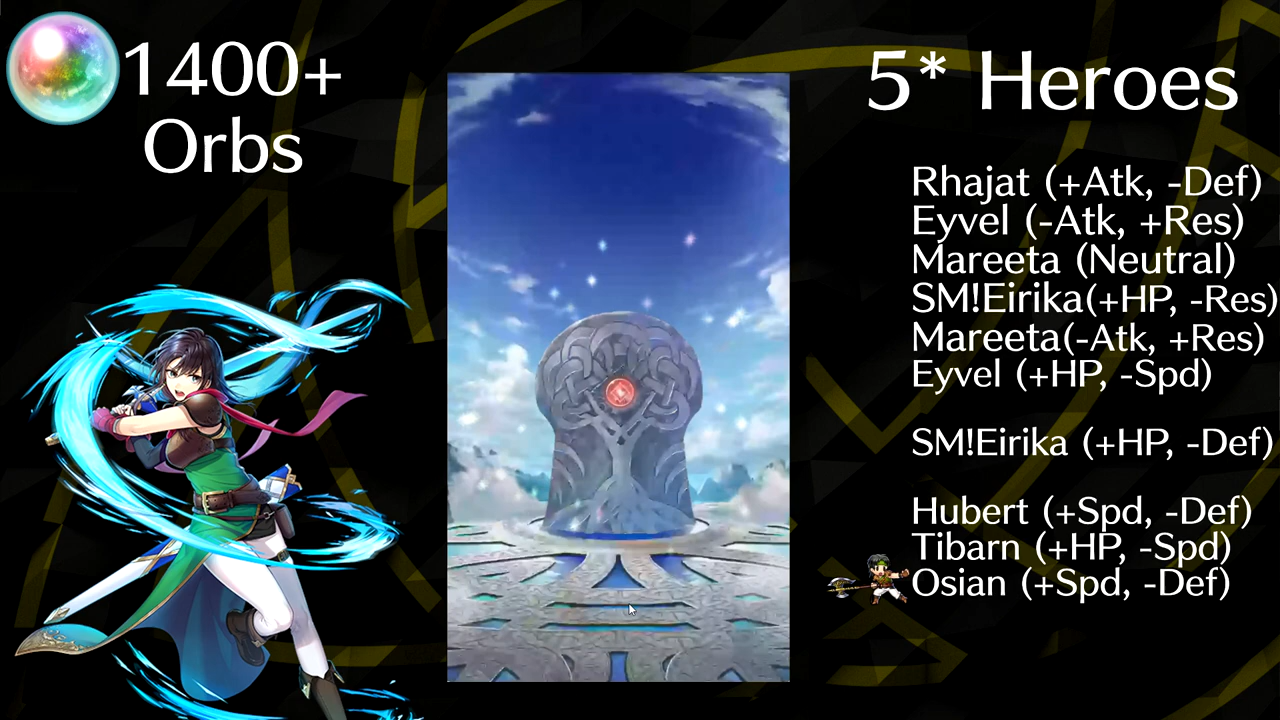 1400+
Orbs
5* Heroes
Rhajat (+Atk, -Def)
Eyvel (-Atk, +Res)
Mareeta (Neutral)
SM!Eirika(+HP, -Res)
Mareeta(-Atk, +Res)
Eyvel (+HP, -Spd)
SM!Eirika (+HP, -Def)
Hubert (+Spd, -Def)
Tibarn (+HP, -Spd)
Osian (+Spd, -Def)